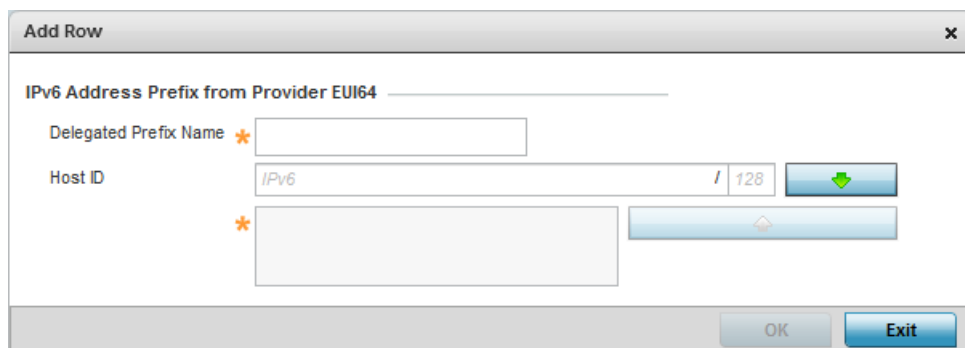 Add Row ×
IPv6 Address Prefix from Provider EUI64
Delegated Prefix Name *
Host ID IPv6 / 128
*
OK Exit